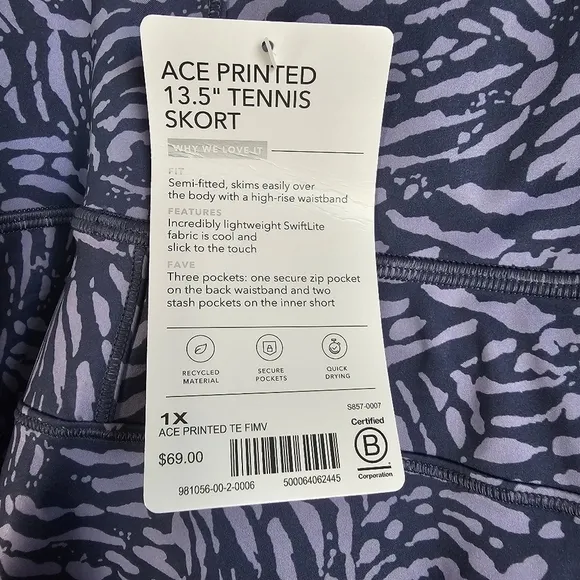 ACE PRINTED
13.5" TENNIS
SKORT
WHY WE LOVE IT
FIT
Semi-fitted, skims easily over
the body with a high-rise waistband
FEATURES
Incredibly lightweight SwiftLite
fabric is cool and
slick to the touch
FAVE
Three pockets: one secure zip pocket
on the back waistband and two
stash pockets on the inner short
RECYCLED
MATERIAL
SECURE
POCKETS
QUICK
DRYING
S857-0007
1X
ACE PRINTED TE FIMV
$69.00
981056-00-2-0006
500064062445
Certified
B
Corporation